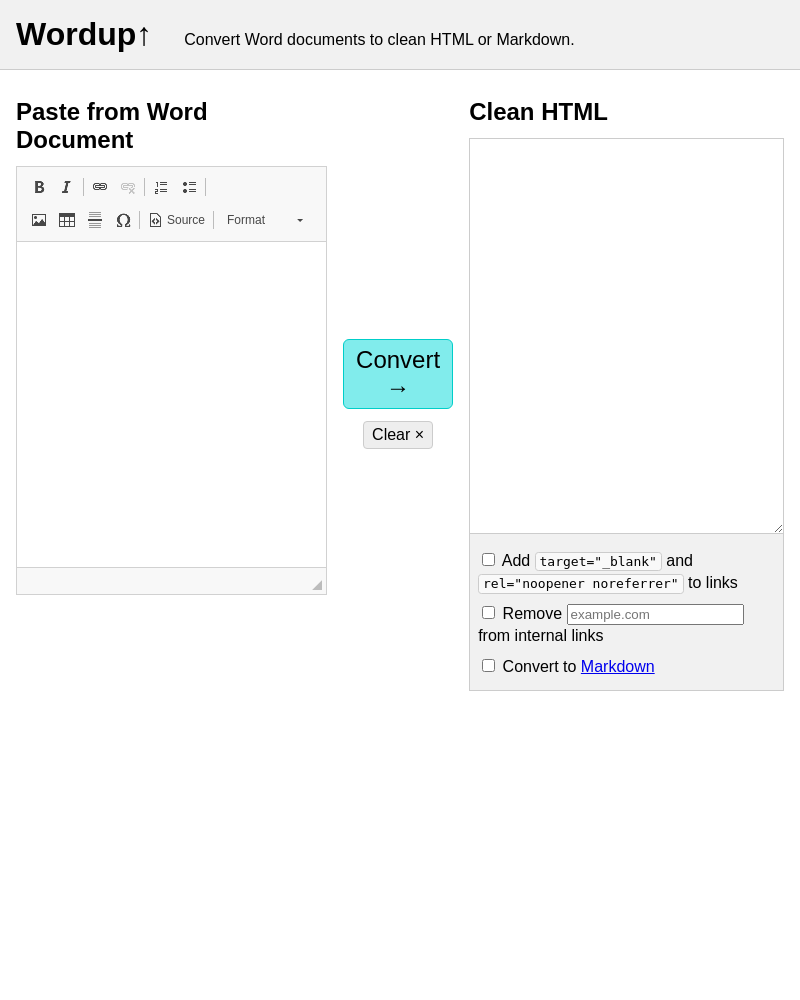 Wordup↑
Convert Word documents to clean HTML or Markdown.
Paste from Word
Document
Source
Format
Convert
→
Clear ×
Clean HTML
Add target="_blank" and
rel="noopener noreferrer" to links
Remove example.com
from internal links
Convert to Markdown